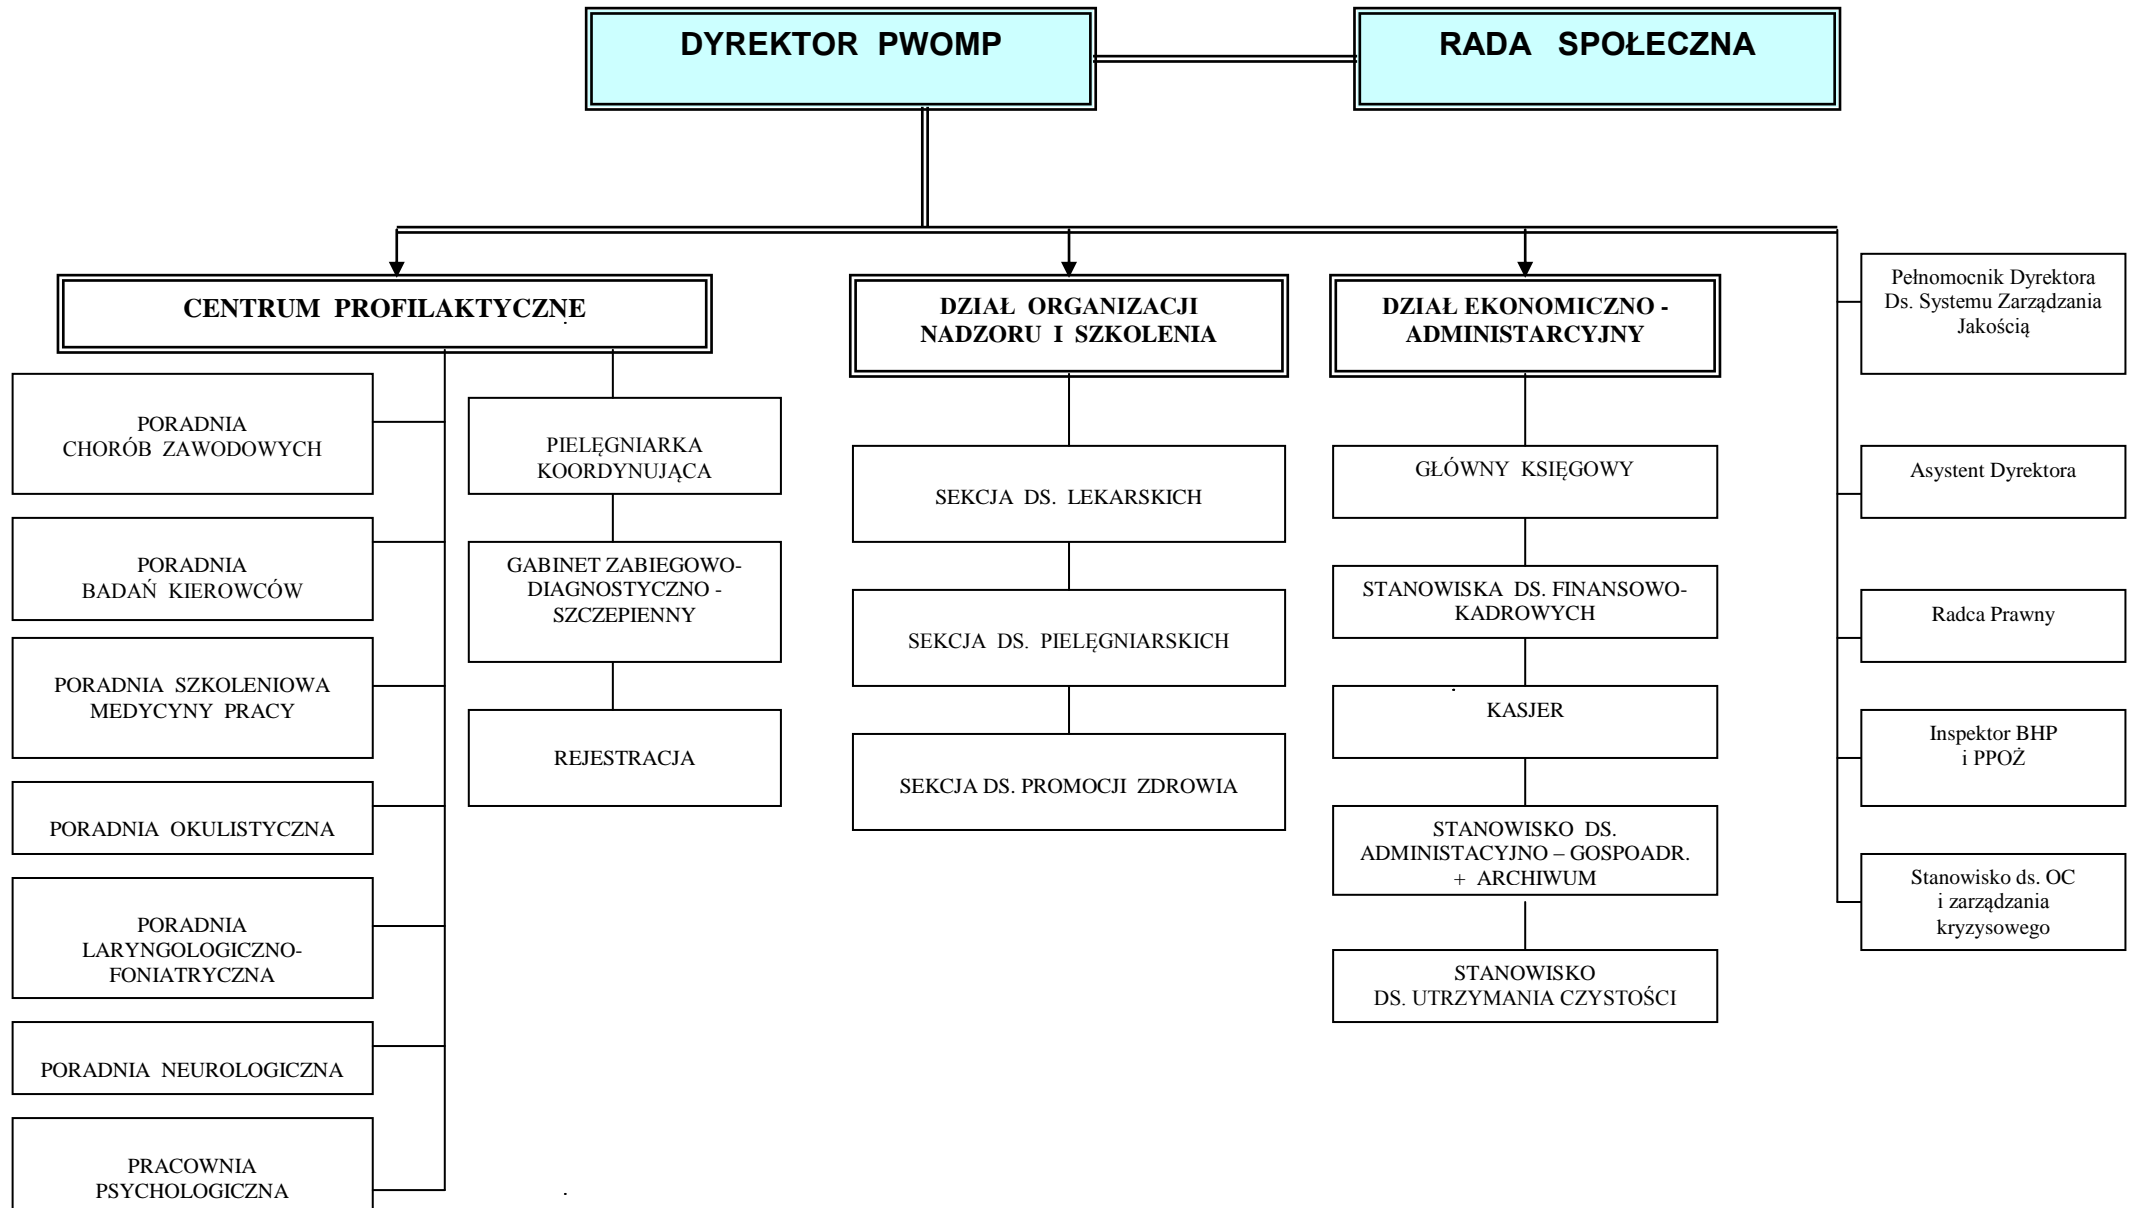 DYREKTOR PWOMP
RADA SPOŁECZNA
CENTRUM PROFILAKTYCZNE
PORADNIA
CHORÓB ZAWODOWYCH
PORADNIA
BADAŃ KIEROWCÓW
PORADNIA SZKOLENIOWA
MEDYCYNY PRACY
PORADNIA OKULISTYCZNA
PORADNIA
LARYNGOLOGICZNO-
FONIATRYCZNA
PORADNIA NEUROLOGICZNA
PRACOWNIA
PSYCHOLOGICZNA
PIELĘGNIARKA
KOORDYNUJĄCA
GABINET ZABIEGOWO-
DIAGNOSTYCZNO -
SZCZEPIENNY
REJESTRACJA
DZIAŁ ORGANIZACJI
NADZORU I SZKOLENIA
SEKCJA DS. LEKARSKICH
SEKCJA DS. PIELĘGNIARSKICH
SEKCJA DS. PROMOCJI ZDROWIA
DZIAŁ EKONOMICZNO -
ADMINISTARCYJNY
GŁÓWNY KSIĘGOWY
STANOWISKA DS. FINANSOWO-
KADROWYCH
KASJER
STANOWISKO DS.
ADMINISTACYJNO – GOSPOADR.
+ ARCHIWUM
STANOWISKO
DS. UTRZYMANIA CZYSTOŚCI
Pełnomocnik Dyrektora
Ds. Systemu Zarządzania
Jakością
Asystent Dyrektora
Radca Prawny
Inspektor BHP
i PPOŻ
Stanowisko ds. OC
i zarządzania
kryzysowego